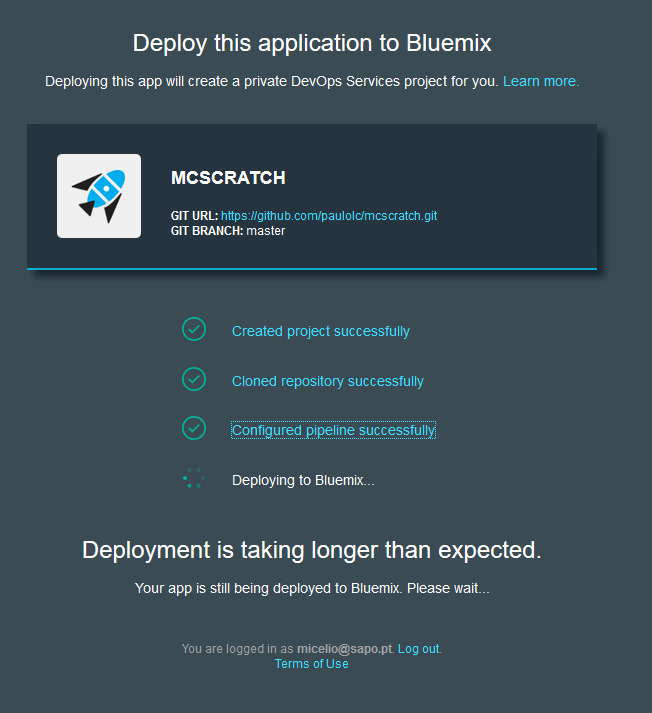 Deploy this application to Bluemix
Deploying this app will create a private DevOps Services project for you. Learn more.
MCSCRATCH
GIT URL: https://github.com/paulolc/mcscratch.git
GIT BRANCH: master
Created project successfully
Cloned repository successfully
Configured pipeline successfully
Deploying to Bluemix...
Deployment is taking longer than expected.
Your app is still being deployed to Bluemix. Please wait...
You are logged in as micelio@sapo.pt. Log out.
Terms of Use